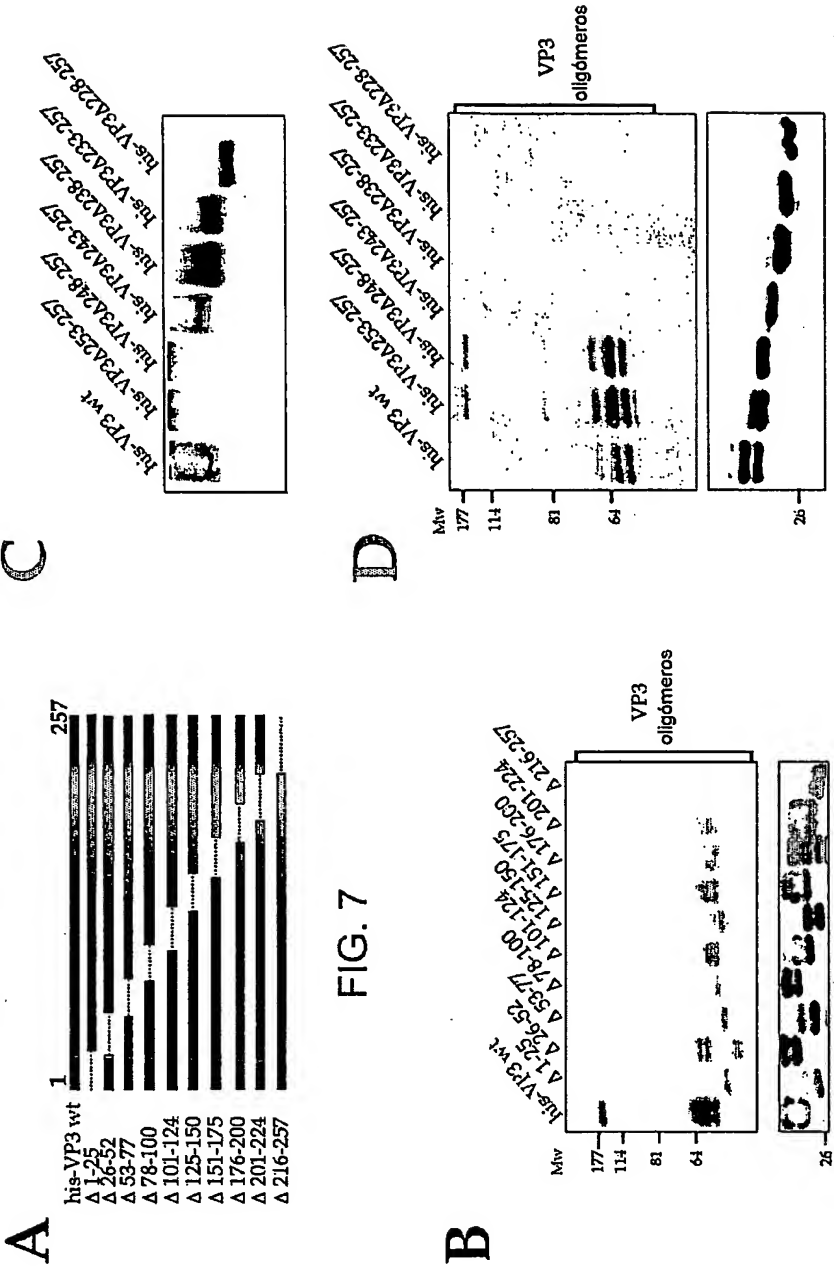 A
1
257
his-VP3 wt
Δ 1-25
Δ 26-52
Δ 53-77
Δ 78-100
Δ 101-124
Δ 125-150
Δ 151-175
Δ 176-200
Δ 201-224
Δ 216-257
FIG. 7
B
his-VP3 wt
Δ 1-25
Δ 26-52
Δ 53-77
Δ 78-100
Δ 101-124
Δ 125-150
Δ 151-175
Δ 176-200
Δ 201-224
Δ 216-257
Mw
177
114
81
64
26
VP3
oligómeros
C
his-VP3 wt
his-VP3Δ253-257
his-VP3Δ248-257
his-VP3Δ243-257
his-VP3Δ238-257
his-VP3Δ233-257
his-VP3Δ228-257
D
his-VP3 wt
his-VP3Δ253-257
his-VP3Δ248-257
his-VP3Δ243-257
his-VP3Δ238-257
his-VP3Δ233-257
his-VP3Δ228-257
Mw
177
114
81
64
26
VP3
oligómeros